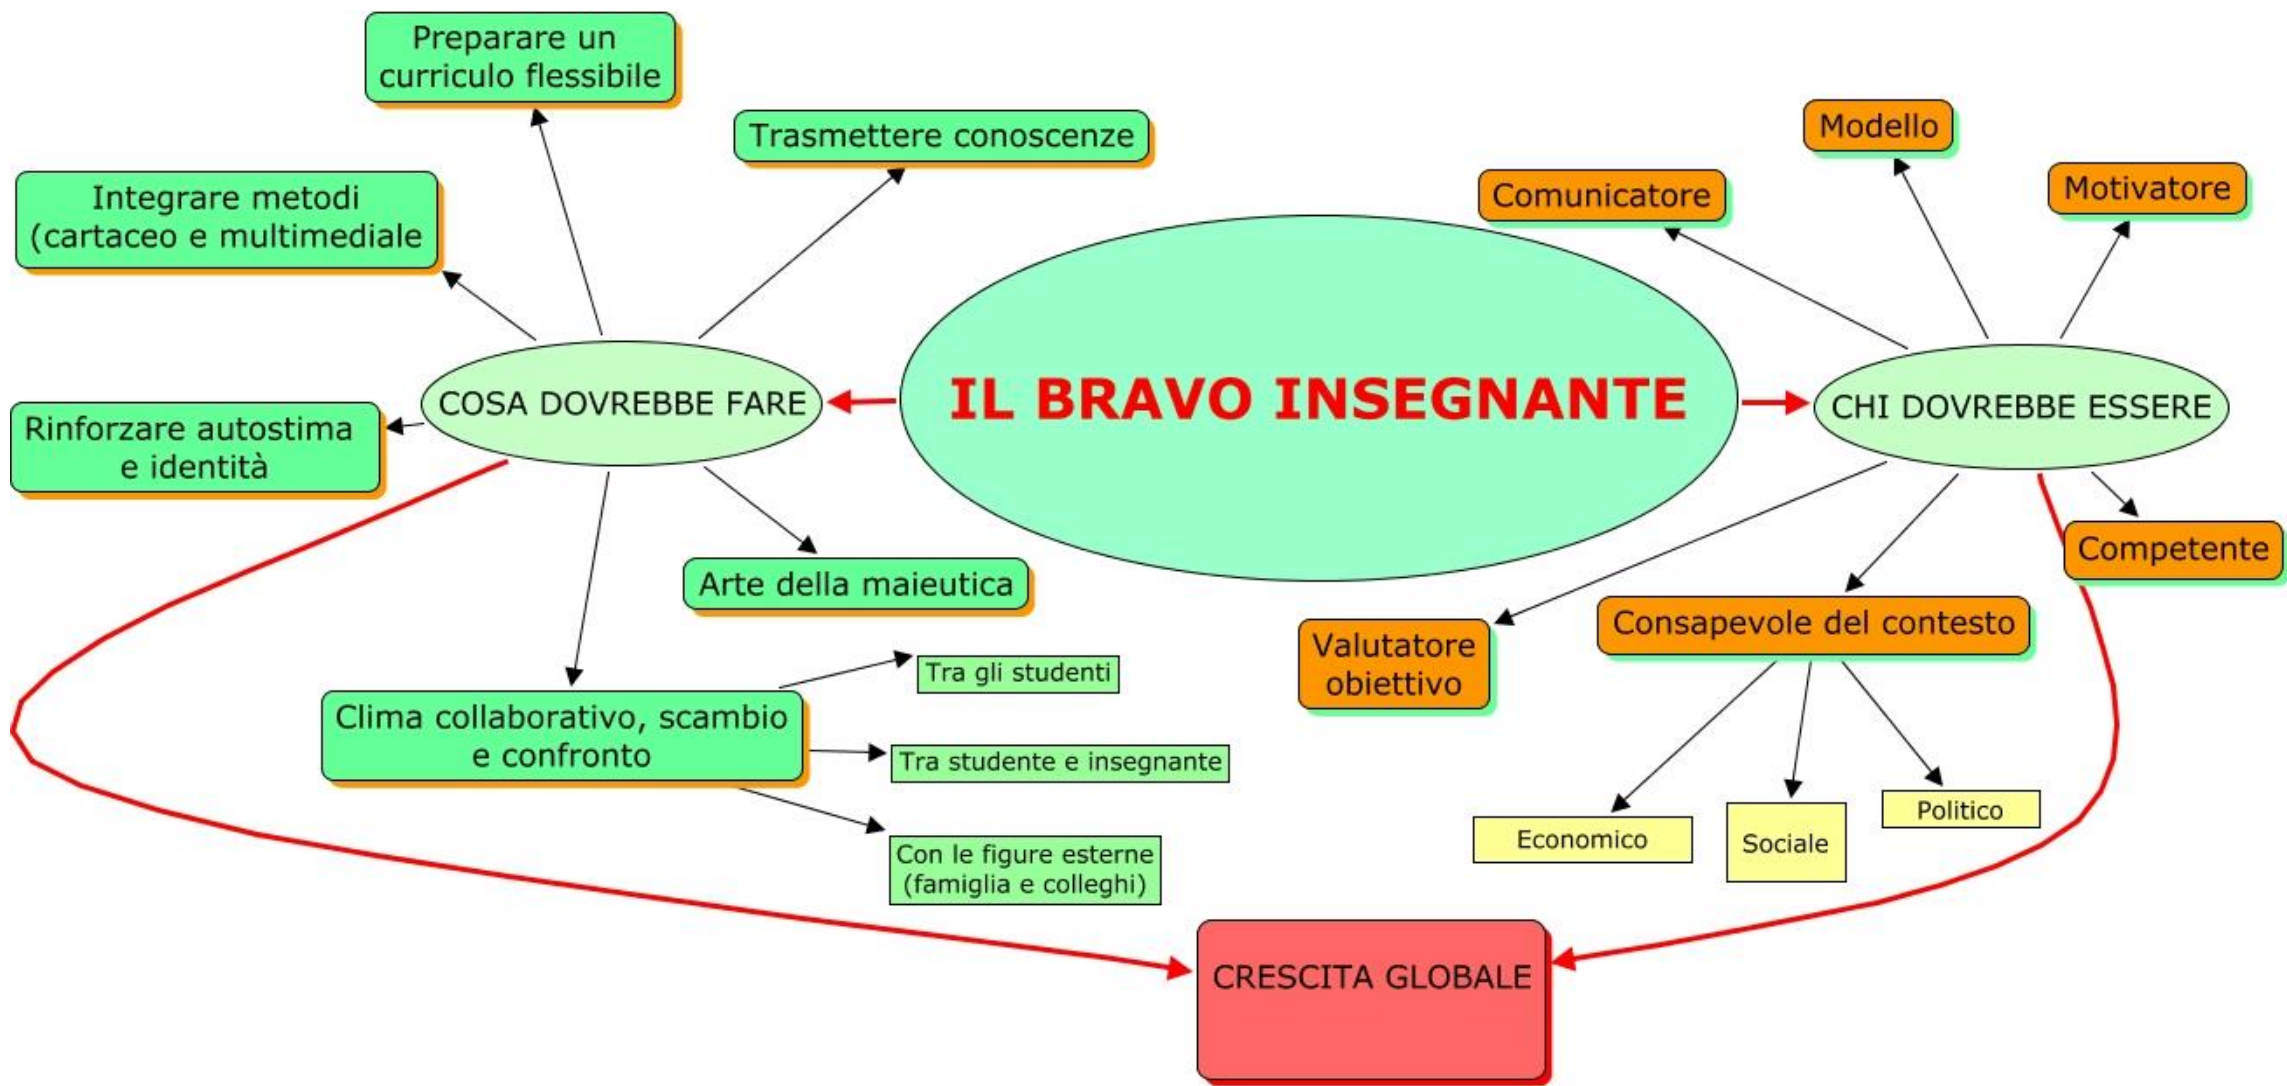 Preparare un
curriculo flessibile
Trasmettere conoscenze
Integrare metodi
(cartaceo e multimediale
Modello
Motivatore
Comunicatore
IL BRAVO INSEGNANTE
COSA DOVREBBE FARE
CHI DOVREBBE ESSERE
Rinforzare autostima
e identità
Arte della maieutica
Competente
Valutatore
obiettivo
Consapevole del contesto
Clima collaborativo, scambio
e confronto
Tra gli studenti
Tra studente e insegnante
Con le figure esterne
(famiglia e colleghi)
Economico
Sociale
Politico
CRESCITA GLOBALE